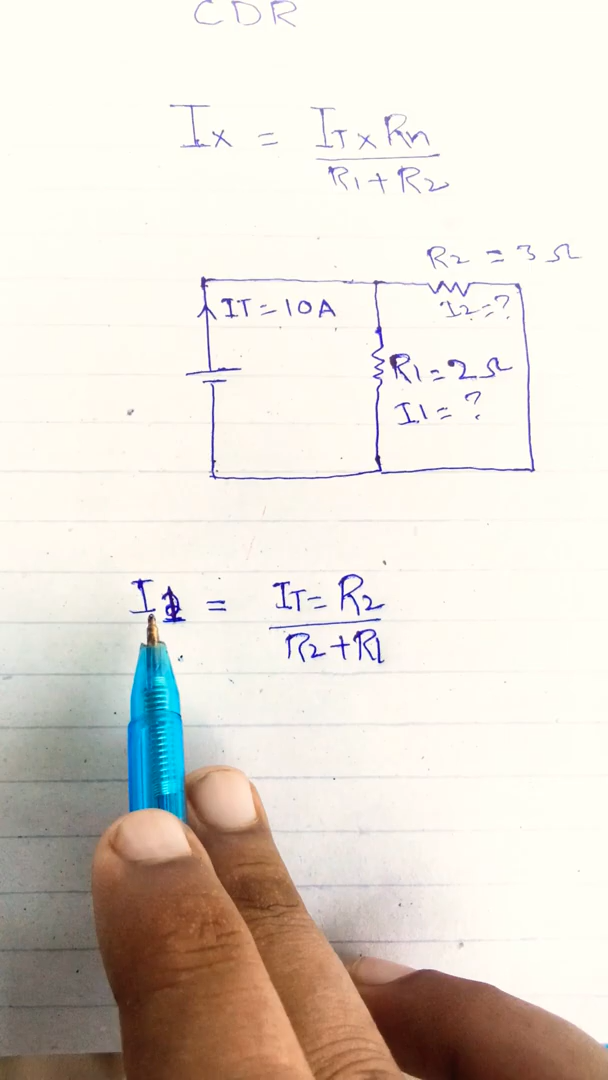 CDR
Ix = IT x Rn
R1 + R2
R2 = 3 Ω
IT = 10A
I2 = ?
R1 = 2 Ω
I1 = ?
I1 = IT = R2
R2 + R1